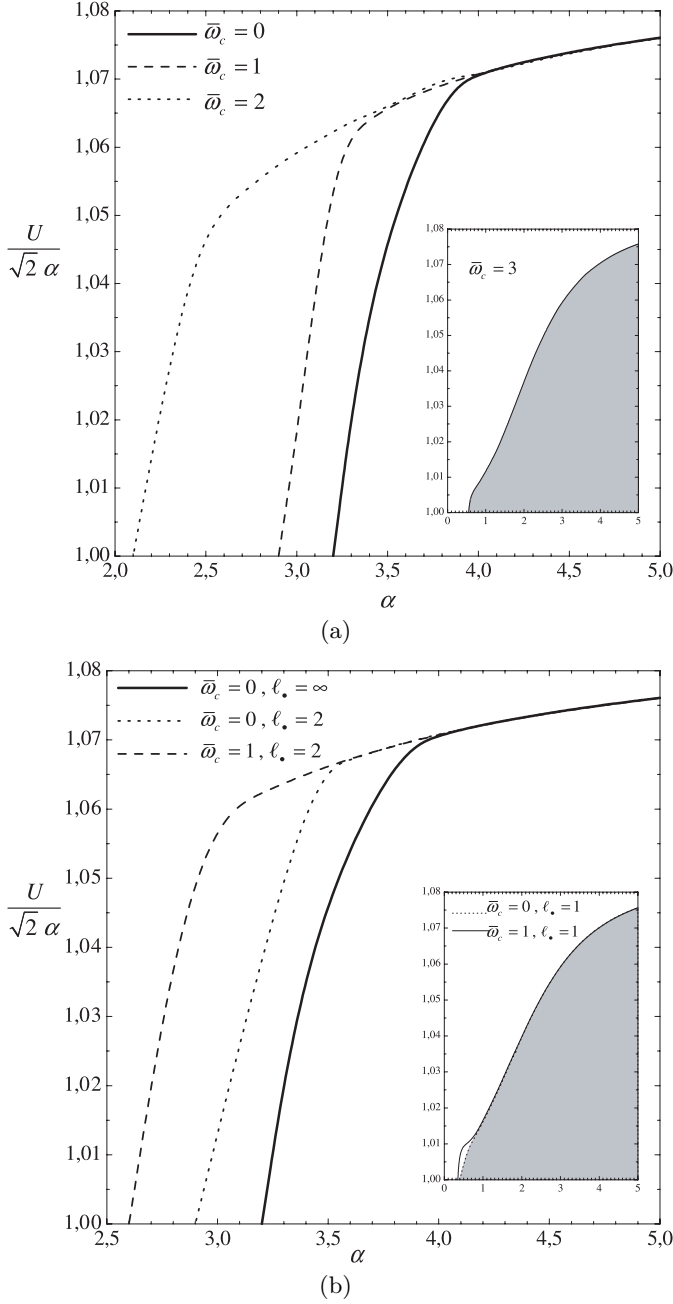 1,08
ω̄c = 0
ω̄c = 1
ω̄c = 2
1,07
1,06
1,05
U
√2 α
1,04
1,03
1,02
1,01
1,00
2,0 2,5 3,0 3,5 4,0 4,5 5,0
α
1,08
1,07
ω̄c = 3
1,06
1,05
1,04
1,03
1,02
1,01
1,00
0 1 2 3 4 5
(a)
1,08
ω̄c = 0 , ℓ• = ∞
ω̄c = 0 , ℓ• = 2
ω̄c = 1 , ℓ• = 2
1,07
1,06
1,05
U
√2 α
1,04
1,03
1,02
1,01
1,00
2,5 3,0 3,5 4,0 4,5 5,0
α
1,08
ω̄c = 0 , ℓ• = 1
1,07
ω̄c = 1 , ℓ• = 1
1,06
1,05
1,04
1,03
1,02
1,01
1,00
0 1 2 3 4 5
(b)